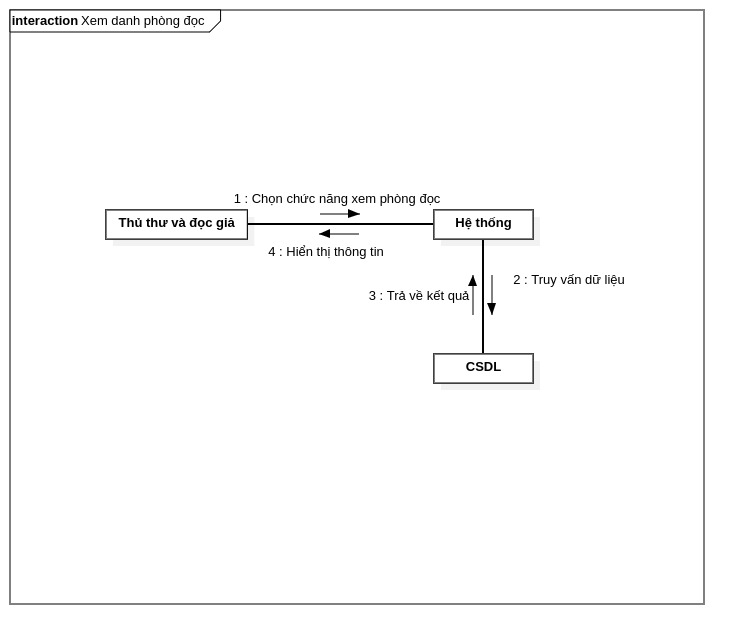 interaction Xem danh phòng đọc
1 : Chọn chức năng xem phòng đọc
Thủ thư và đọc giả
Hệ thống
4 : Hiển thị thông tin
2 : Truy vấn dữ liệu
3 : Trả về kết quả
CSDL